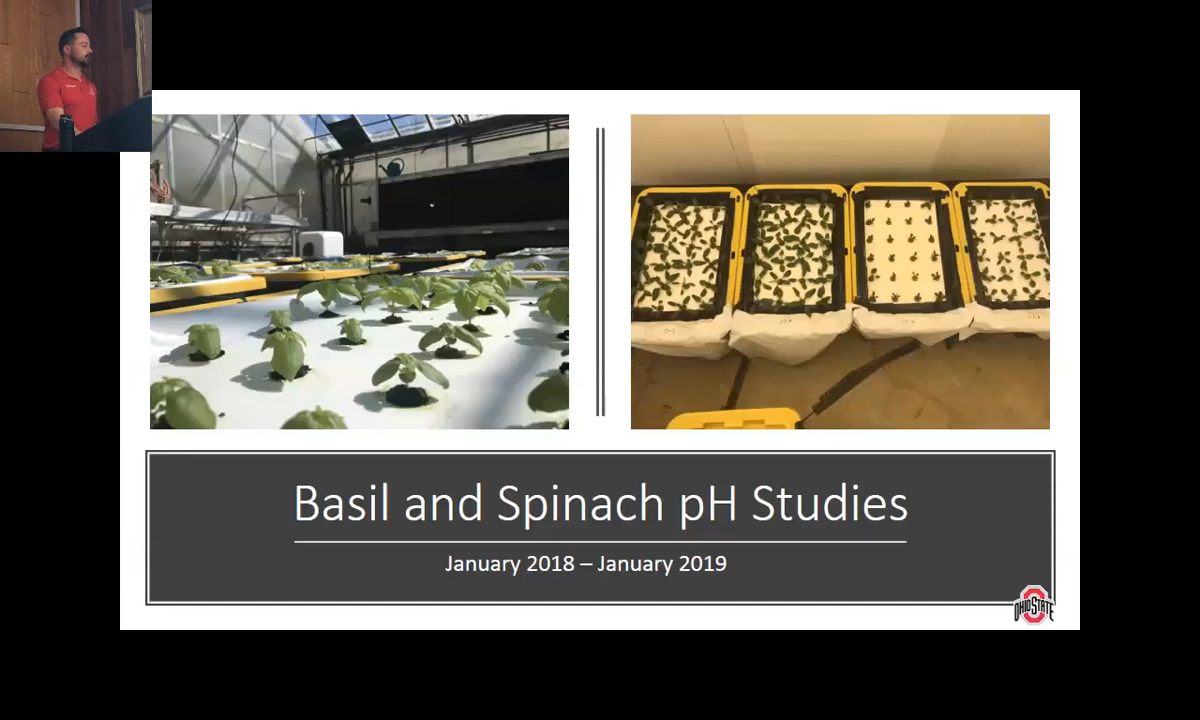 Basil and Spinach pH Studies
January 2018 – January 2019
OHIO STATE